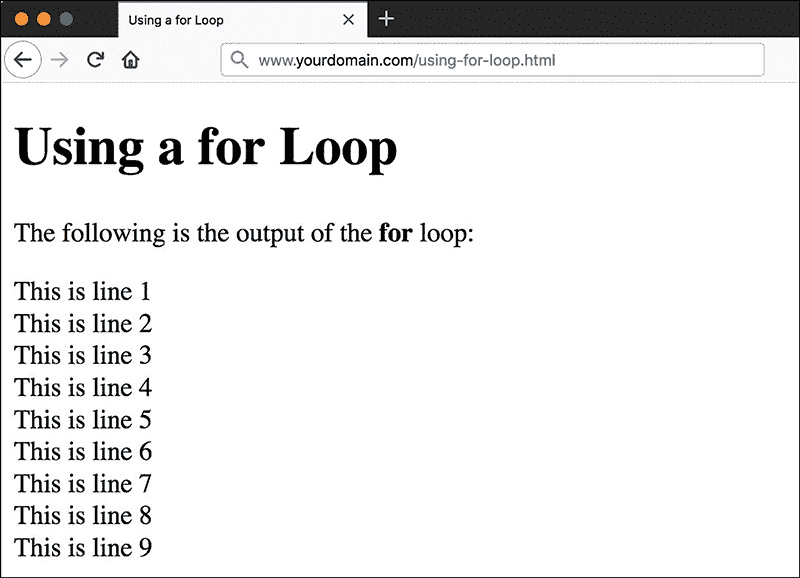 Using a for Loop
www.yourdomain.com/using-for-loop.html
Using a for Loop
The following is the output of the for loop:
This is line 1
This is line 2
This is line 3
This is line 4
This is line 5
This is line 6
This is line 7
This is line 8
This is line 9